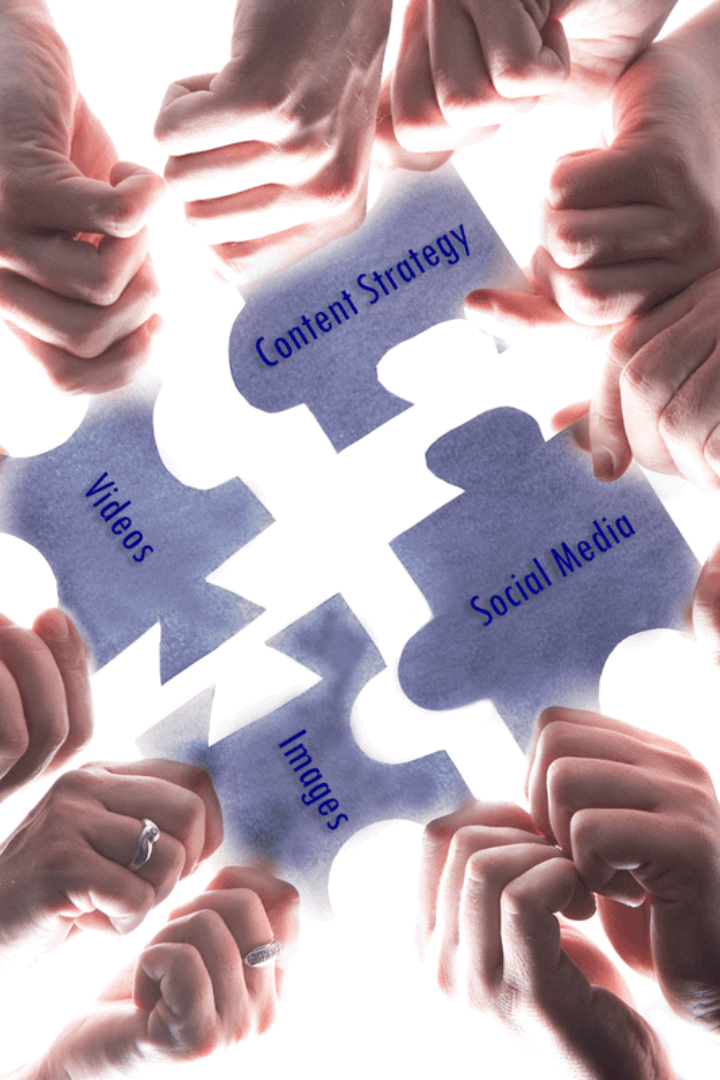 Content Strategy
Videos
Social Media
Images